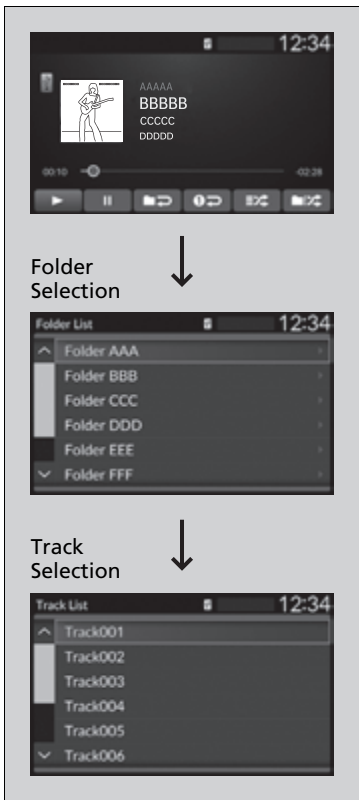 12:34
AAAAA
BBBBB
CCCCC
DDDDD
00:10 -02:28
Folder
Selection
Folder List 12:34
Folder AAA
Folder BBB
Folder CCC
Folder DDD
Folder EEE
Folder FFF
Track
Selection
Track List 12:34
Track001
Track002
Track003
Track004
Track005
Track006